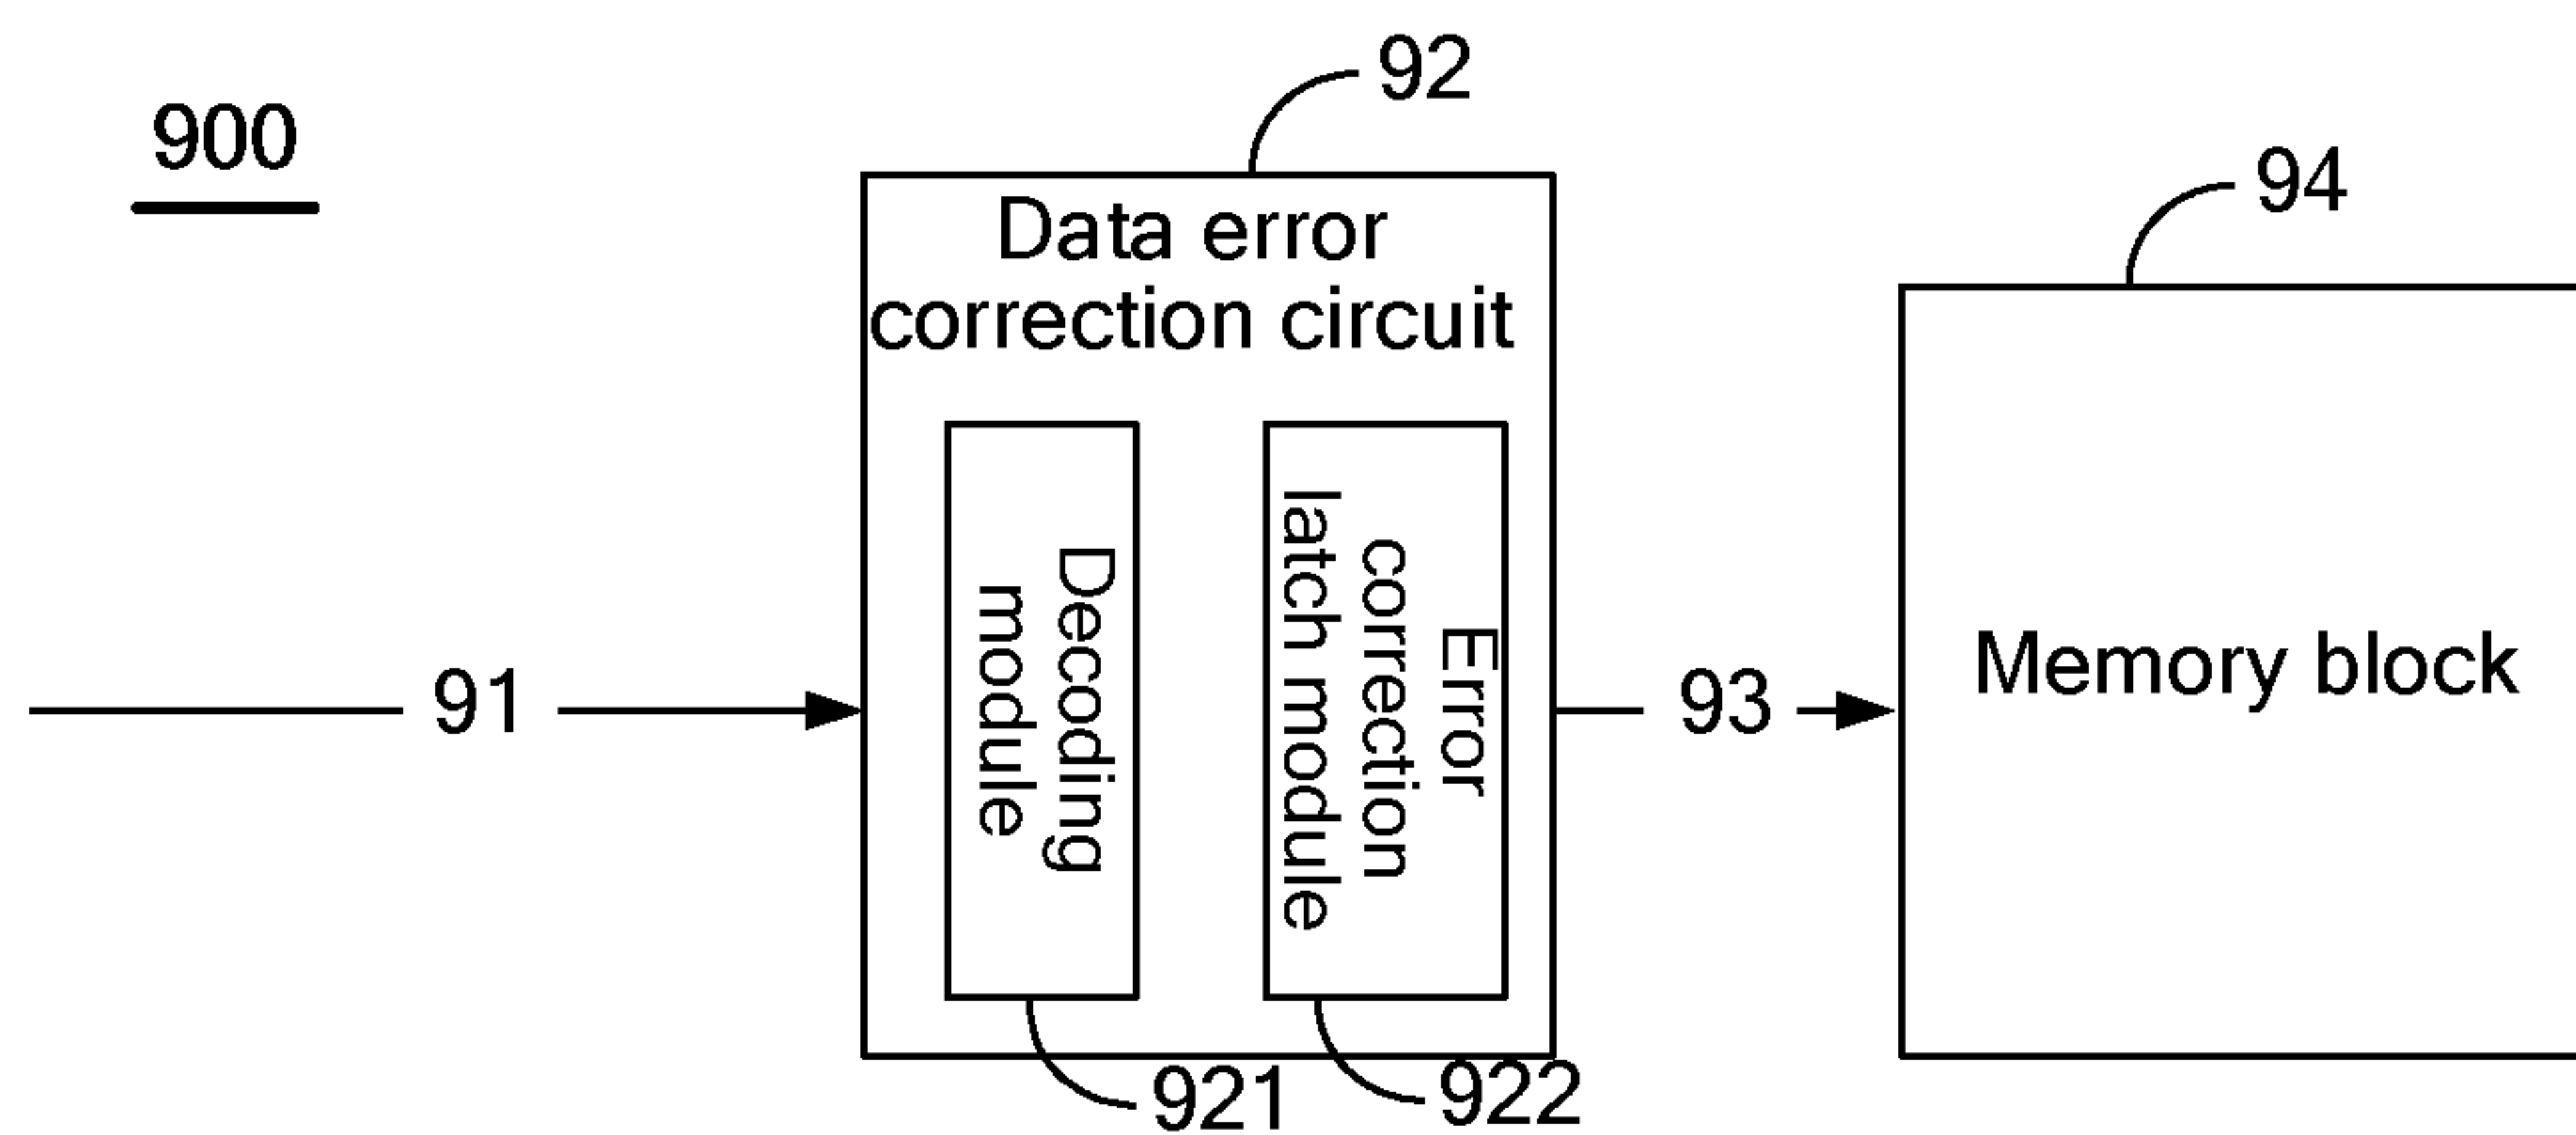 900
92
Data error
correction circuit
94
Decoding
module
Error
correction
latch module
91
93
Memory block
921
922